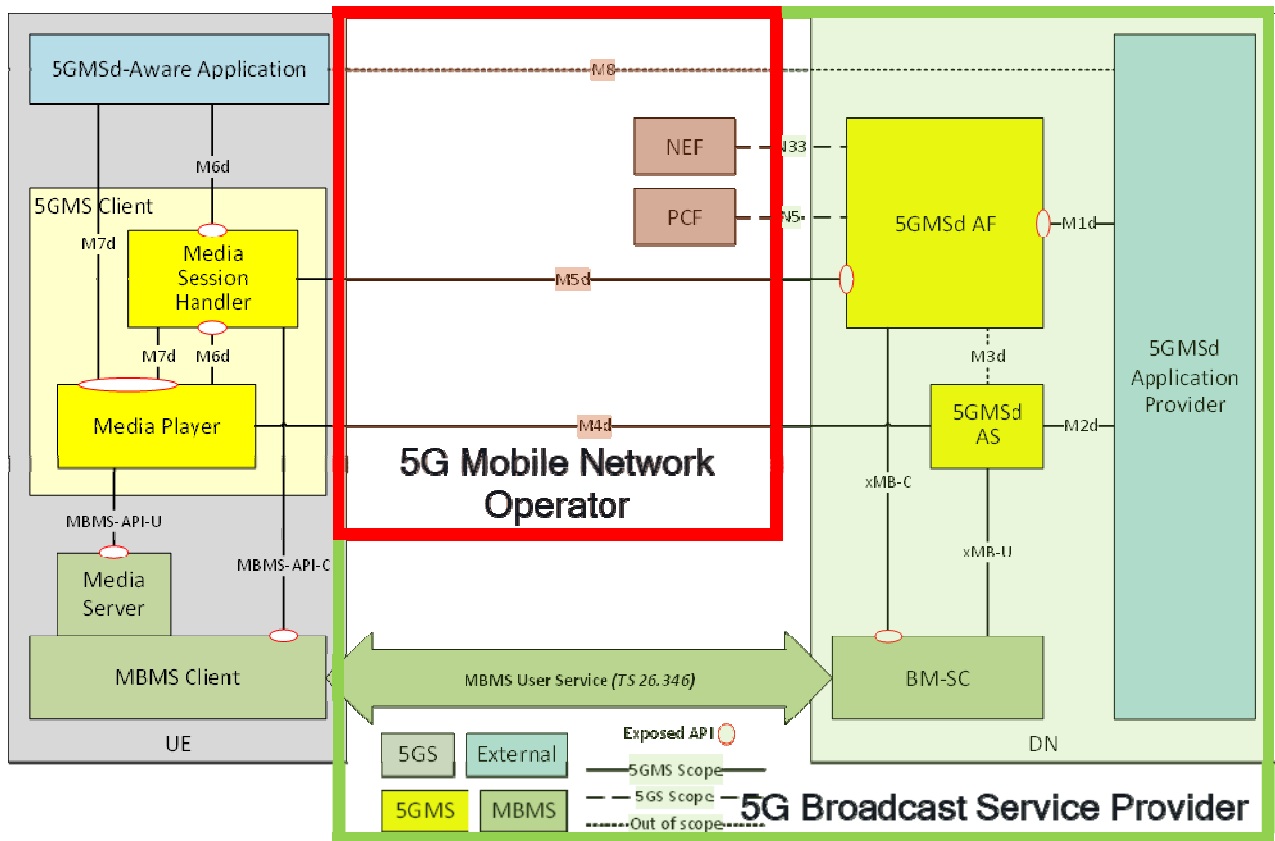 5GMSd-Aware Application
M8
NEF
N33
PCF
N5
M6d
5GMS Client
M7d
Media
Session
Handler
M5d
5GMSd AF
M1d
M7d
M6d
M3d
5GMSd
Application
Provider
Media Player
M4d
5GMSd
AS
M2d
5G Mobile Network
Operator
xMB-C
MBMS-API-U
xMB-U
MBMS-API-C
Media
Server
MBMS Client
MBMS User Service (TS 26.346)
BM-SC
UE
DN
Exposed API
5GS
External
5GMS Scope
5GS Scope
5GMS
MBMS
Out of scope
5G Broadcast Service Provider